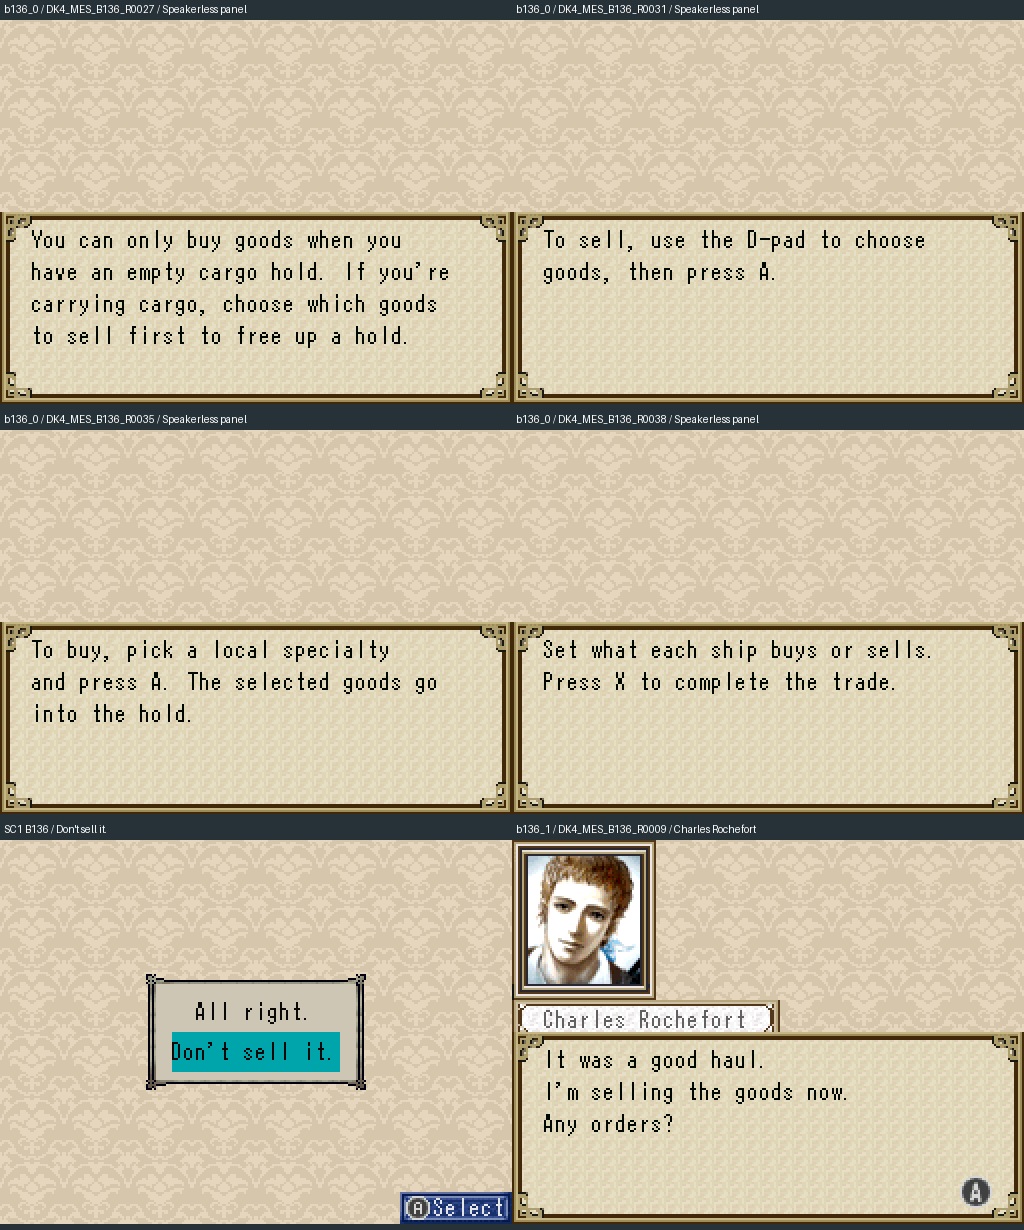 b136_0 / DK4_MES_B136_R0027 / Speakerless panel
You can only buy goods when you
have an empty cargo hold. If you're
carrying cargo, choose which goods
to sell first to free up a hold.
b136_0 / DK4_MES_B136_R0031 / Speakerless panel
To sell, use the D-pad to choose
goods, then press A.
b136_0 / DK4_MES_B136_R0035 / Speakerless panel
To buy, pick a local specialty
and press A. The selected goods go
into the hold.
b136_0 / DK4_MES_B136_R0038 / Speakerless panel
Set what each ship buys or sells.
Press X to complete the trade.
SC1 B136 / Don't sell it.
All right.
Don't sell it.
A Select
b136_1 / DK4_MES_B136_R0009 / Charles Rochefort
Charles Rochefort
It was a good haul.
I'm selling the goods now.
Any orders?
A